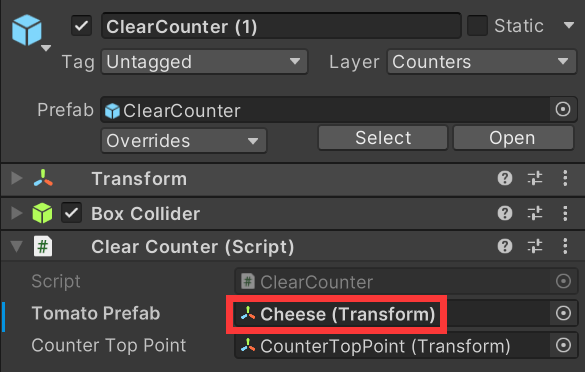 ClearCounter (1) Static
Tag Untagged Layer Counters
Prefab ClearCounter
Overrides Select Open
Transform
Box Collider
Clear Counter (Script)
Script ClearCounter
Tomato Prefab Cheese (Transform)
Counter Top Point CounterTopPoint (Transform)